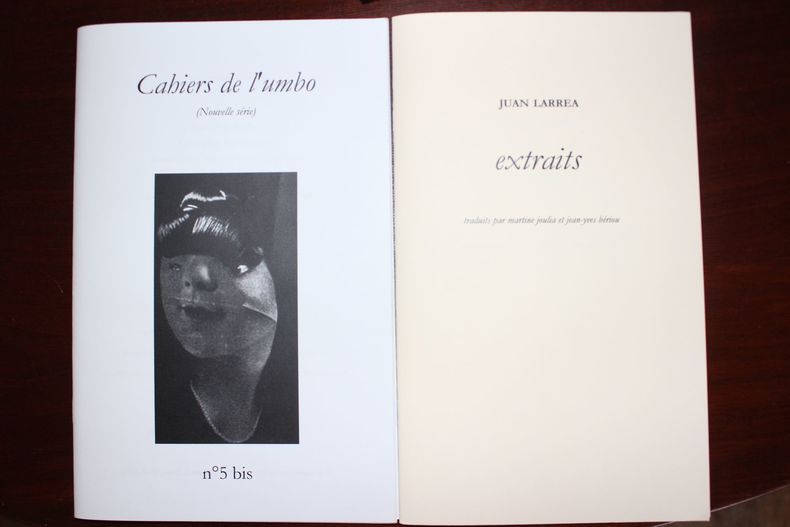 Cahiers de l'umbo
(Nouvelle série)
n°5 bis
JUAN LARREA
extraits
traduits par martine joulia et jean-yves bériou